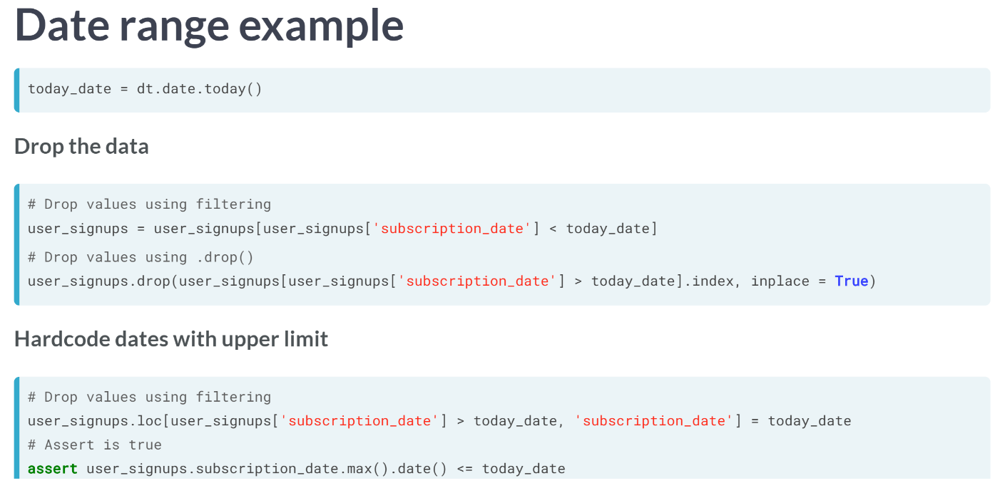 Date range example
today_date = dt.date.today()
Drop the data
# Drop values using filtering
user_signups = user_signups[user_signups['subscription_date'] < today_date]
# Drop values using .drop()
user_signups.drop(user_signups[user_signups['subscription_date'] > today_date].index, inplace = True)
Hardcode dates with upper limit
# Drop values using filtering
user_signups.loc[user_signups['subscription_date'] > today_date, 'subscription_date'] = today_date
# Assert is true
assert user_signups.subscription_date.max().date() <= today_date